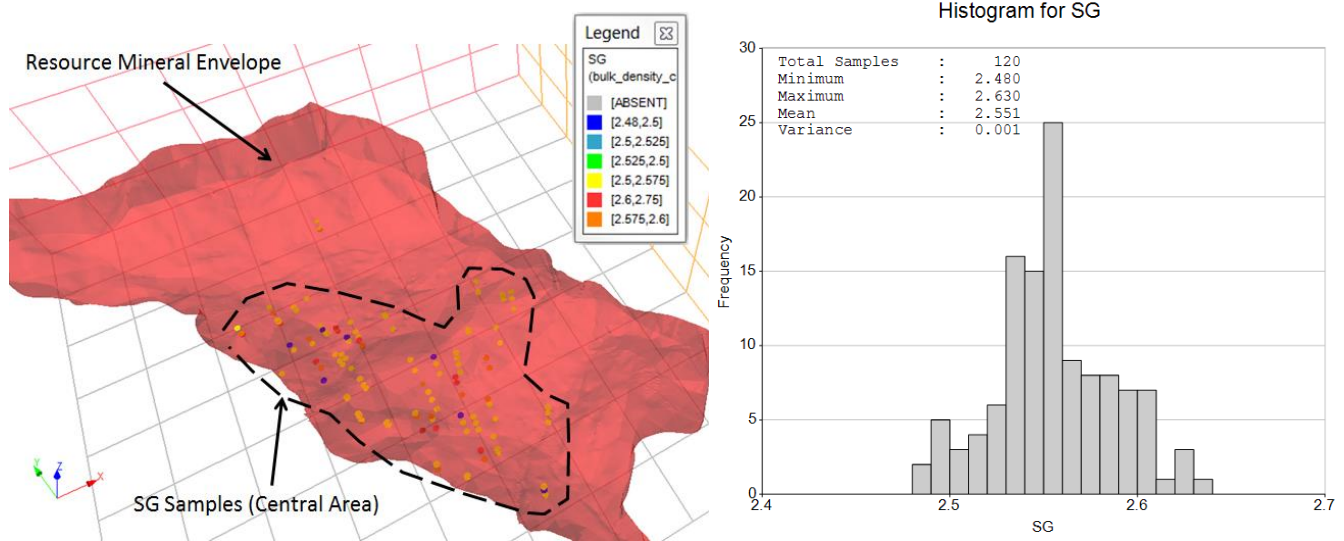 Resource Mineral Envelope
Legend
SG
(bulk_density_c
[ABSENT]
[2.48,2.5]
[2.5,2.525]
[2.525,2.5]
[2.5,2.575]
[2.6,2.75]
[2.575,2.6]
Y
Z
X
SG Samples (Central Area)
Histogram for SG
Total Samples : 120
Minimum : 2.480
Maximum : 2.630
Mean : 2.551
Variance : 0.001
Frequency
30
25
20
15
10
5
0
2.4
2.5
2.6
2.7
SG